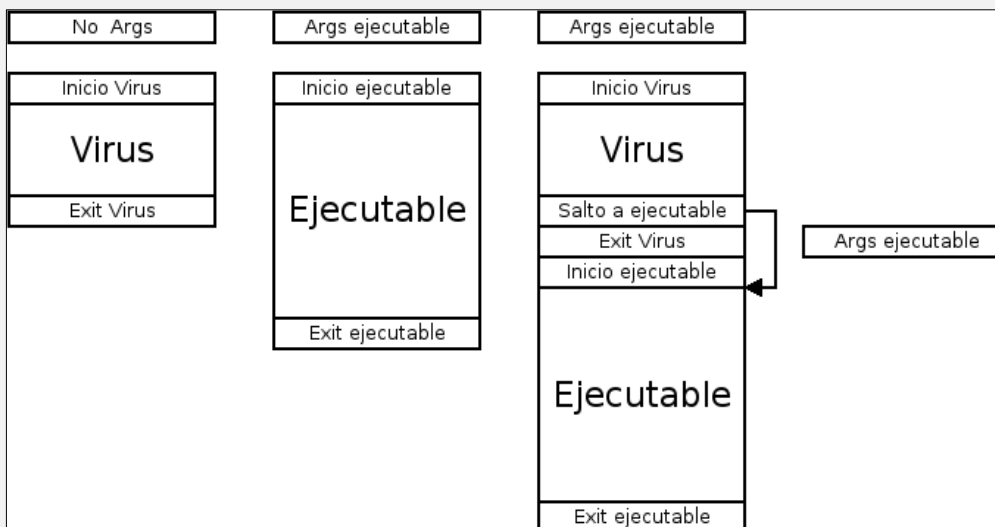 No Args
Inicio Virus
Virus
Exit Virus
Args ejecutable
Inicio ejecutable
Ejecutable
Exit ejecutable
Args ejecutable
Inicio Virus
Virus
Salto a ejecutable
Exit Virus
Inicio ejecutable
Ejecutable
Exit ejecutable
Args ejecutable